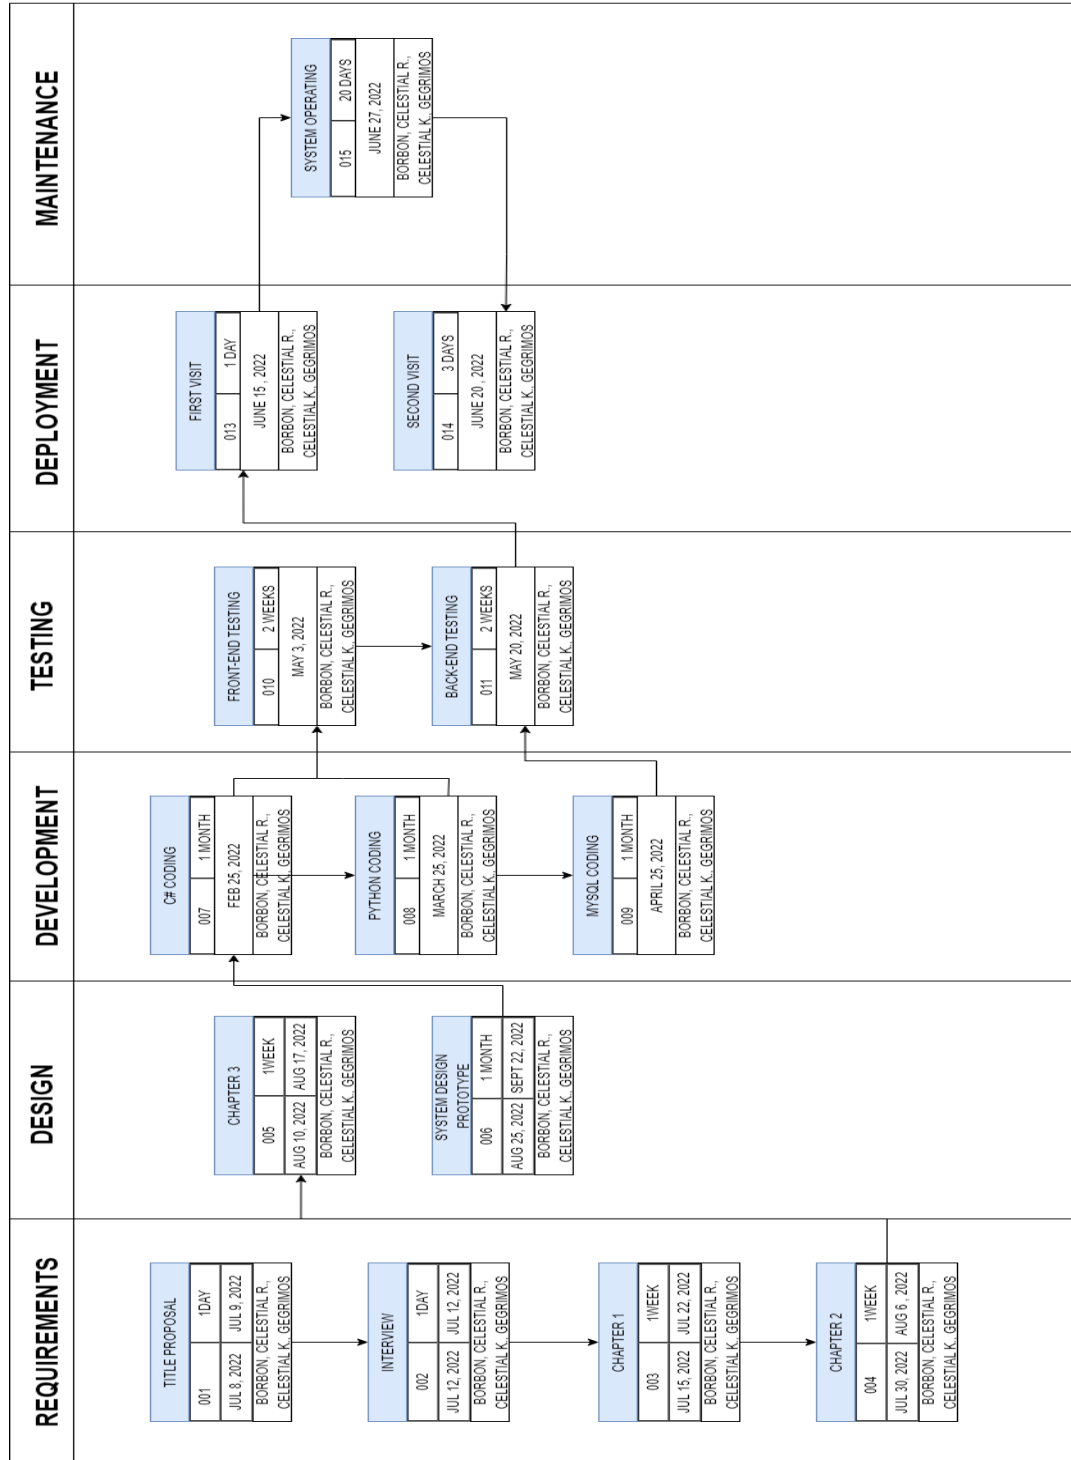 REQUIREMENTS
TITLE PROPOSAL
001 1DAY
JUL 8, 2022 JUL 9, 2022
BORBON, CELESTIAL R.,
CELESTIAL K., GEGRIMOS
INTERVIEW
002 1DAY
JUL 12, 2022 JUL 12, 2022
BORBON, CELESTIAL R.,
CELESTIAL K., GEGRIMOS
CHAPTER 1
003 1WEEK
JUL 15, 2022 JUL 22, 2022
BORBON, CELESTIAL R.,
CELESTIAL K., GEGRIMOS
CHAPTER 2
004 1WEEK
JUL 30, 2022 AUG 6 , 2022
BORBON, CELESTIAL R.,
CELESTIAL K., GEGRIMOS
DESIGN
CHAPTER 3
005 1WEEK
AUG 10, 2022 AUG 17, 2022
BORBON, CELESTIAL R.,
CELESTIAL K., GEGRIMOS
SYSTEM DESIGN
PROTOTYPE
006 1 MONTH
AUG 25, 2022 SEPT 22, 2022
BORBON, CELESTIAL R.,
CELESTIAL K., GEGRIMOS
DEVELOPMENT
C# CODING
007 1 MONTH
FEB 25, 2022
BORBON, CELESTIAL R.,
CELESTIAL K., GEGRIMOS
PYTHON CODING
008 1 MONTH
MARCH 25, 2022
BORBON, CELESTIAL R.,
CELESTIAL K., GEGRIMOS
MYSQL CODING
009 1 MONTH
APRIL 25, 2022
BORBON, CELESTIAL R.,
CELESTIAL K., GEGRIMOS
TESTING
FRONT-END TESTING
010 2 WEEKS
MAY 3, 2022
BORBON, CELESTIAL R.,
CELESTIAL K., GEGRIMOS
BACK-END TESTING
011 2 WEEKS
MAY 20, 2022
BORBON, CELESTIAL R.,
CELESTIAL K., GEGRIMOS
DEPLOYMENT
FIRST VISIT
013 1 DAY
JUNE 15 , 2022
BORBON, CELESTIAL R.,
CELESTIAL K., GEGRIMOS
SECOND VISIT
014 3 DAYS
JUNE 20 , 2022
BORBON, CELESTIAL R.,
CELESTIAL K., GEGRIMOS
MAINTENANCE
SYSTEM OPERATING
015 20 DAYS
JUNE 27, 2022
BORBON, CELESTIAL R.,
CELESTIAL K., GEGRIMOS